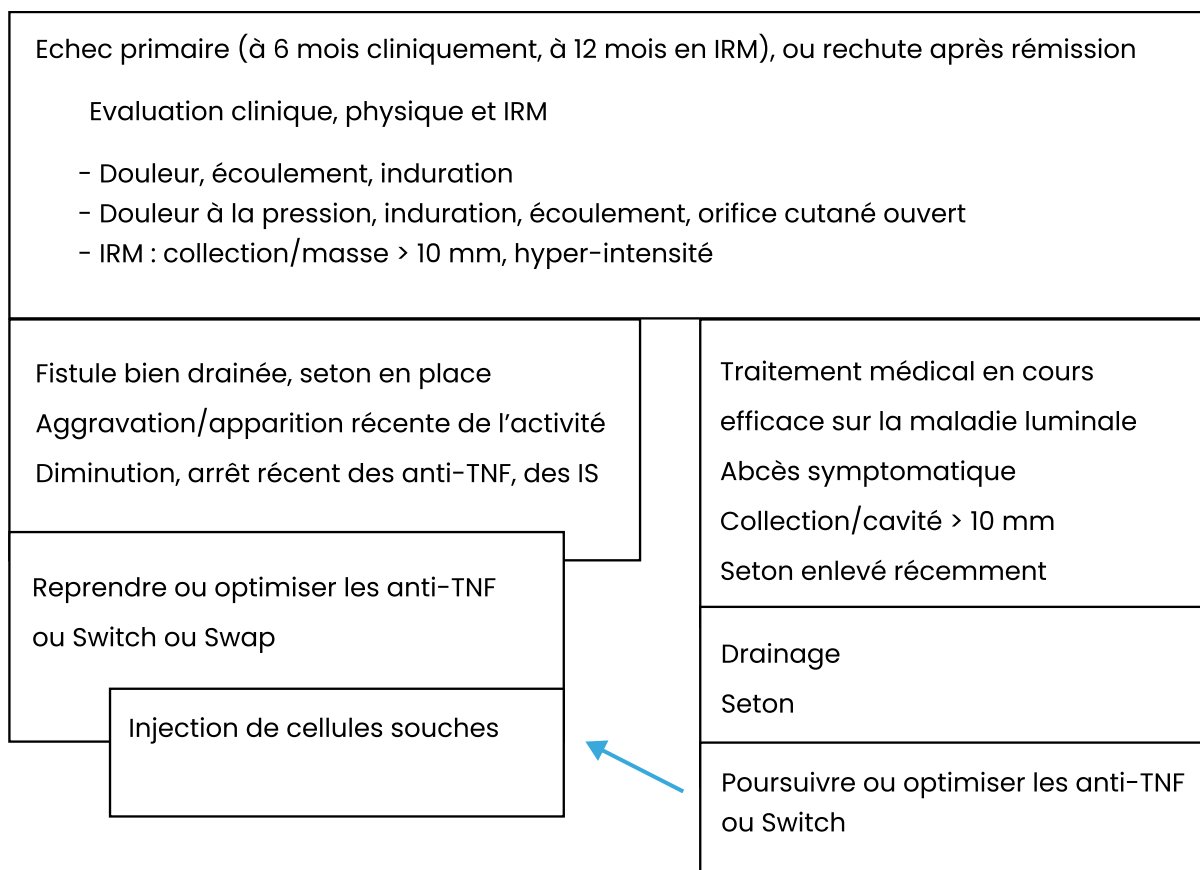 Echec primaire (à 6 mois cliniquement, à 12 mois en IRM), ou rechute après rémission
Evaluation clinique, physique et IRM
- Douleur, écoulement, induration
- Douleur à la pression, induration, écoulement, orifice cutané ouvert
- IRM : collection/masse > 10 mm, hyper-intensité
Fistule bien drainée, seton en place
Aggravation/apparition récente de l'activité
Diminution, arrêt récent des anti-TNF, des IS
Reprendre ou optimiser les anti-TNF
ou Switch ou Swap
Injection de cellules souches
Traitement médical en cours
efficace sur la maladie luminale
Abcès symptomatique
Collection/cavité > 10 mm
Seton enlevé récemment
Drainage
Seton
Poursuivre ou optimiser les anti-TNF
ou Switch